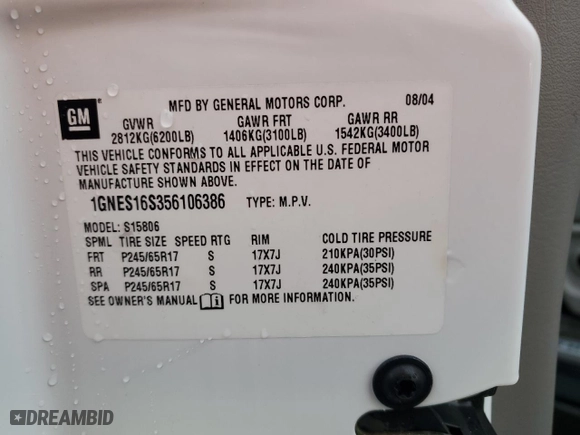 GM
MFD BY GENERAL MOTORS CORP. 08/04
GVWR GAWR FRT GAWR RR
2812KG(6200LB) 1406KG(3100LB) 1542KG(3400LB)
THIS VEHICLE CONFORMS TO ALL APPLICABLE U.S. FEDERAL MOTOR
VEHICLE SAFETY STANDARDS IN EFFECT ON THE DATE OF
MANUFACTURE SHOWN ABOVE.
1GNES16S356106386 TYPE: M.P.V.
MODEL: S15806
SPML TIRE SIZE SPEED RTG RIM COLD TIRE PRESSURE
FRT P245/65R17 S 17X7J 210KPA(30PSI)
RR P245/65R17 S 17X7J 240KPA(35PSI)
SPA P245/65R17 S 17X7J 240KPA(35PSI)
SEE OWNER'S MANUAL FOR MORE INFORMATION.
DREAMBID